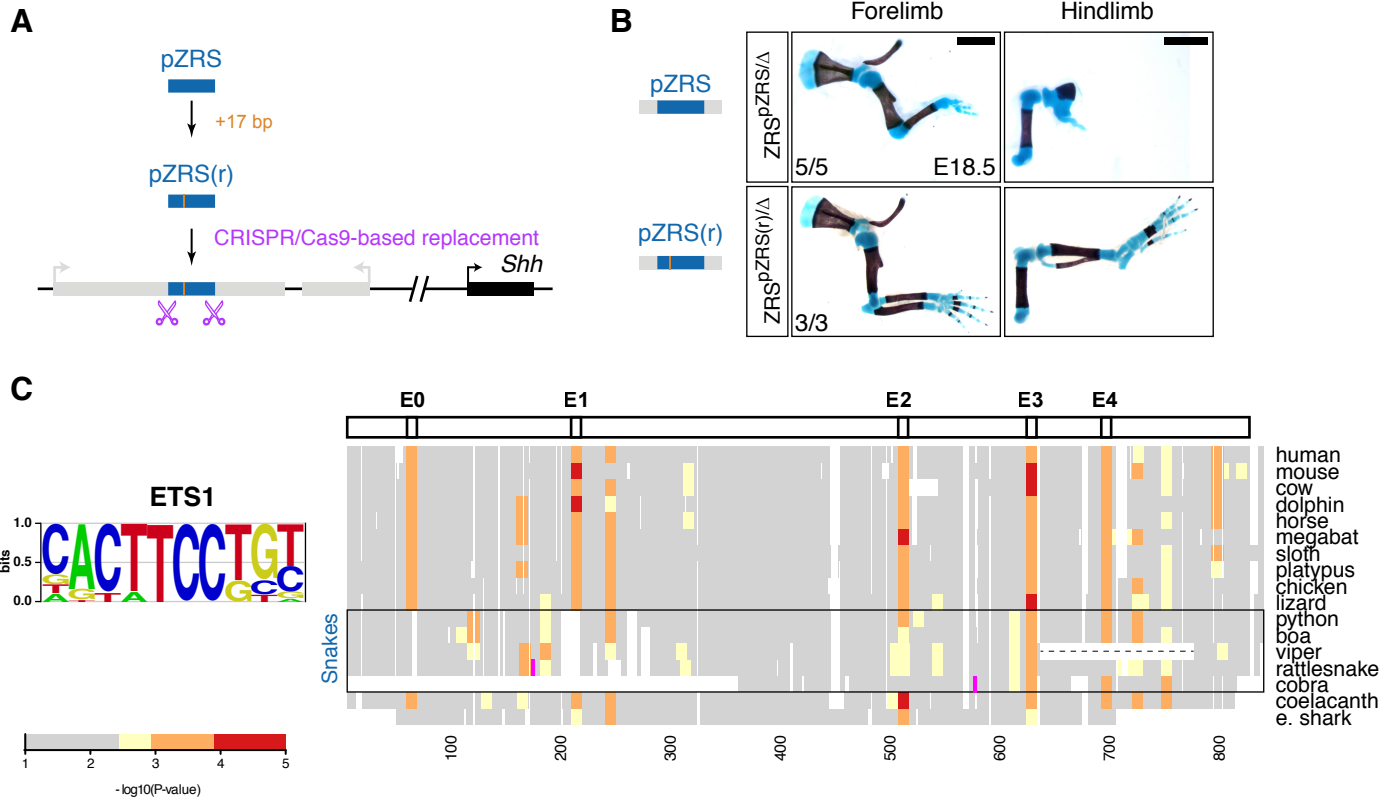 A
pZRS
+17 bp
pZRS(r)
CRISPR/Cas9-based replacement
Shh
B
Forelimb
Hindlimb
pZRS
ZRSpZRS/Δ
5/5
E18.5
pZRS(r)
ZRSpZRS(r)/Δ
3/3
C
E0
E1
E2
E3
E4
ETS1
bits
1.0
0.5
0.0
CACTTCCTGT
human
mouse
cow
dolphin
horse
megabat
sloth
platypus
chicken
lizard
Snakes
python
boa
viper
rattlesnake
cobra
coelacanth
e. shark
100
200
300
400
500
600
700
800
1
2
3
4
5
-log10(P-value)